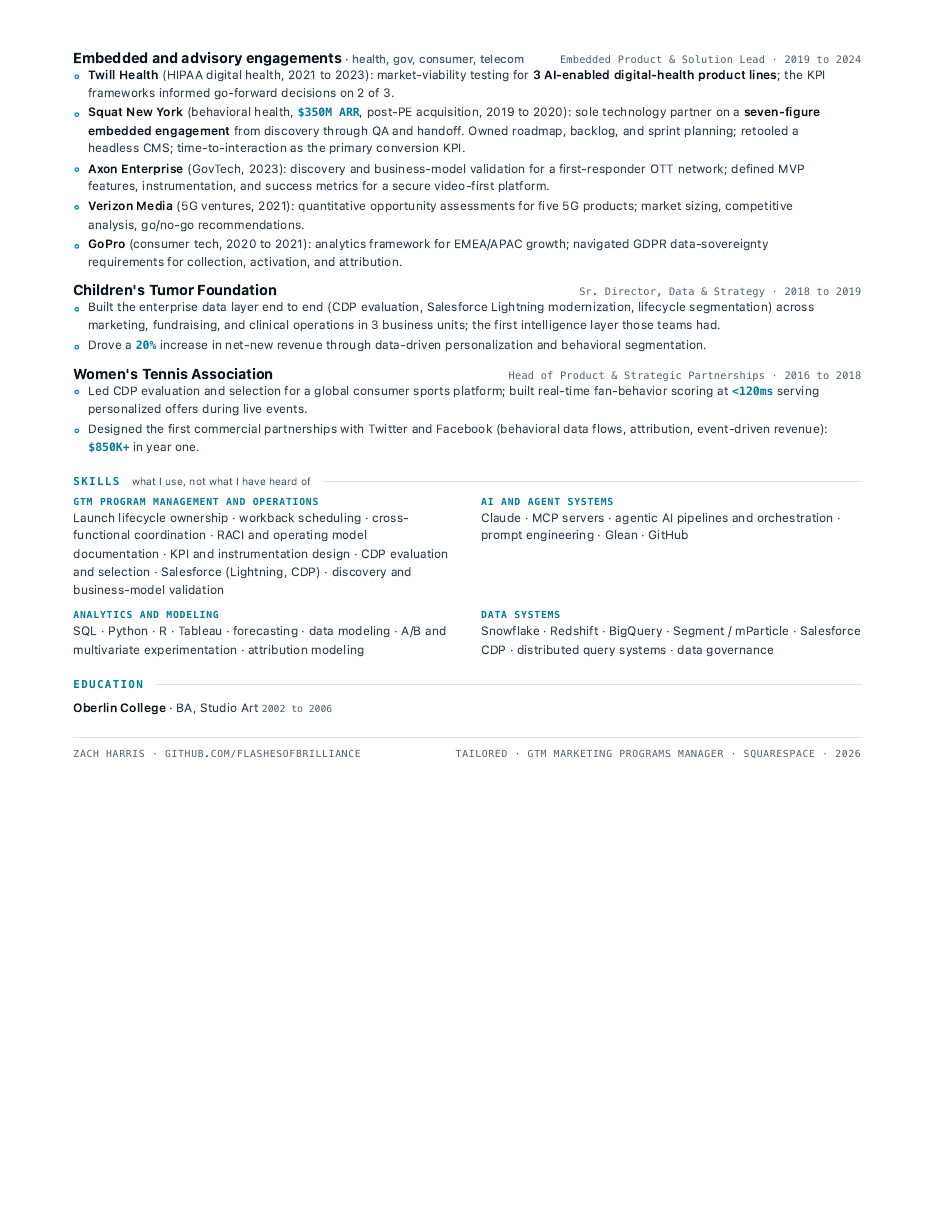 Embedded and advisory engagements · health, gov, consumer, telecom Embedded Product & Solution Lead · 2019 to 2024
Twill Health (HIPAA digital health, 2021 to 2023): market-viability testing for 3 AI-enabled digital-health product lines; the KPI
frameworks informed go-forward decisions on 2 of 3.
Squat New York (behavioral health, $350M ARR, post-PE acquisition, 2019 to 2020): sole technology partner on a seven-figure
embedded engagement from discovery through QA and handoff. Owned roadmap, backlog, and sprint planning; retooled a
headless CMS; time-to-interaction as the primary conversion KPI.
Axon Enterprise (GovTech, 2023): discovery and business-model validation for a first-responder OTT network; defined MVP
features, instrumentation, and success metrics for a secure video-first platform.
Verizon Media (5G ventures, 2021): quantitative opportunity assessments for five 5G products; market sizing, competitive
analysis, go/no-go recommendations.
GoPro (consumer tech, 2020 to 2021): analytics framework for EMEA/APAC growth; navigated GDPR data-sovereignty
requirements for collection, activation, and attribution.
Children's Tumor Foundation Sr. Director, Data & Strategy · 2018 to 2019
Built the enterprise data layer end to end (CDP evaluation, Salesforce Lightning modernization, lifecycle segmentation) across
marketing, fundraising, and clinical operations in 3 business units; the first intelligence layer those teams had.
Drove a 20% increase in net-new revenue through data-driven personalization and behavioral segmentation.
Women's Tennis Association Head of Product & Strategic Partnerships · 2016 to 2018
Led CDP evaluation and selection for a global consumer sports platform; built real-time fan-behavior scoring at <120ms serving
personalized offers during live events.
Designed the first commercial partnerships with Twitter and Facebook (behavioral data flows, attribution, event-driven revenue):
$850K+ in year one.
SKILLS what I use, not what I have heard of
GTM PROGRAM MANAGEMENT AND OPERATIONS
Launch lifecycle ownership · workback scheduling · cross-
functional coordination · RACI and operating model
documentation · KPI and instrumentation design · CDP evaluation
and selection · Salesforce (Lightning, CDP) · discovery and
business-model validation
AI AND AGENT SYSTEMS
Claude · MCP servers · agentic AI pipelines and orchestration ·
prompt engineering · Glean · GitHub
ANALYTICS AND MODELING
SQL · Python · R · Tableau · forecasting · data modeling · A/B and
multivariate experimentation · attribution modeling
DATA SYSTEMS
Snowflake · Redshift · BigQuery · Segment / mParticle · Salesforce
CDP · distributed query systems · data governance
EDUCATION
Oberlin College · BA, Studio Art 2002 to 2006
ZACH HARRIS · GITHUB.COM/FLASHESOFBRILLIANCE TAILORED · GTM MARKETING PROGRAMS MANAGER · SQUARESPACE · 2026